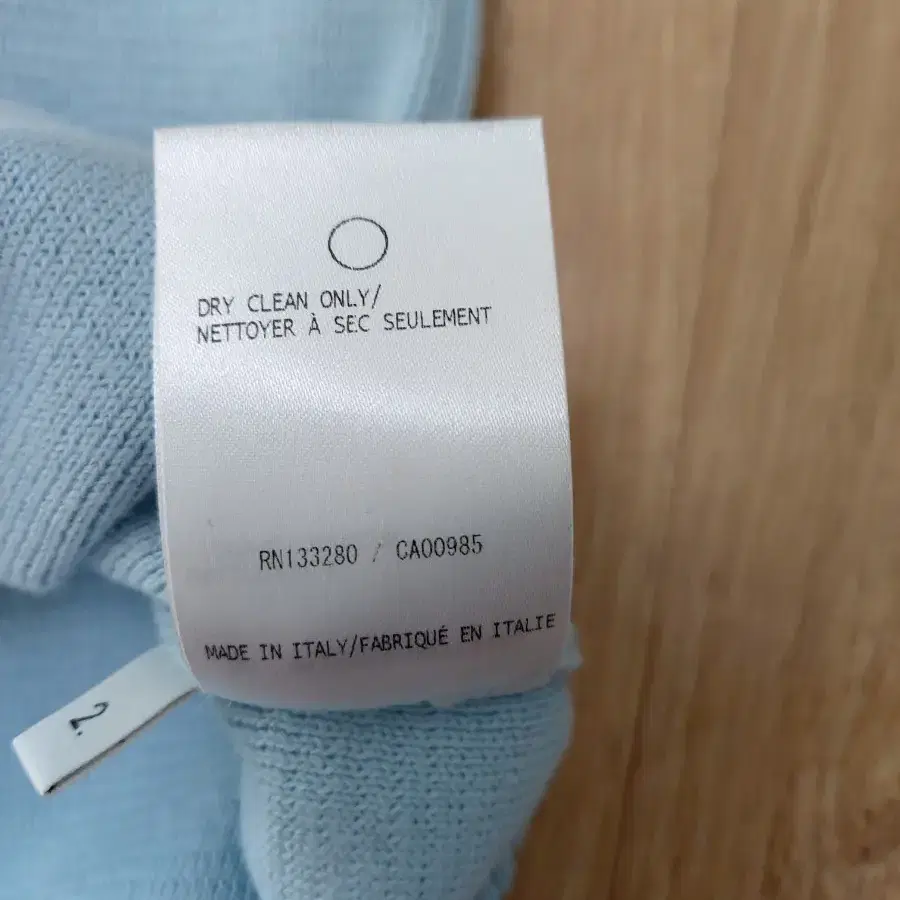 DRY CLEAN ONLY/
NETTOYER À SEC SEULEMENT
RN133280 / CA00985
MADE IN ITALY/FABRIQUÉ EN ITALIE
2.